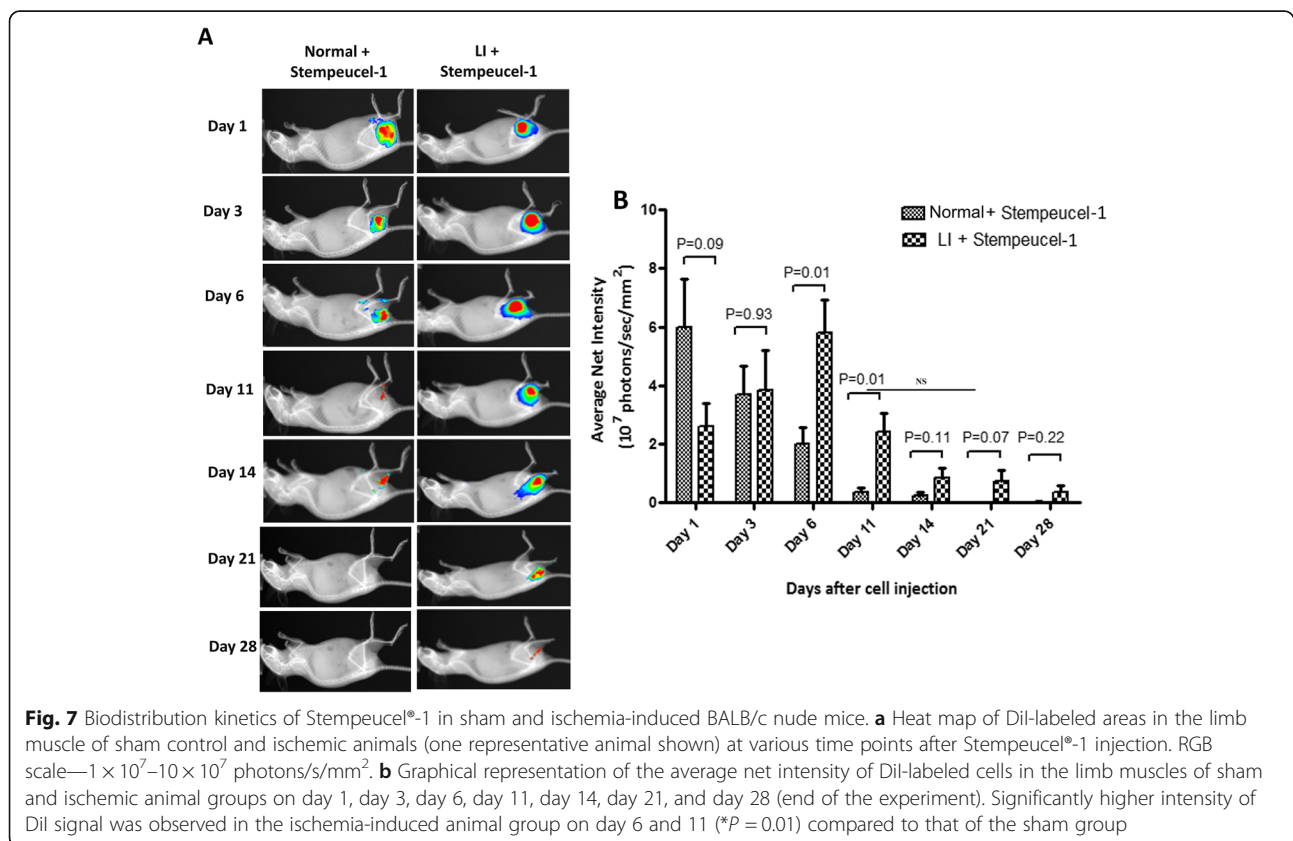 A
Normal +
Stempeucel-1
LI +
Stempeucel-1
Day 1
Day 3
Day 6
Day 11
Day 14
Day 21
Day 28
B
Normal+ Stempeucel-1
LI + Stempeucel-1
Average Net Intensity
(10⁷ photons/sec/mm²)
10
8
6
4
2
0
P=0.09
P=0.93
P=0.01
P=0.01
NS
P=0.11
P=0.07
P=0.22
Day 1
Day 3
Day 6
Day 11
Day 14
Day 21
Day 28
Days after cell injection
Fig. 7 Biodistribution kinetics of Stempeucel®-1 in sham and ischemia-induced BALB/c nude mice. a Heat map of DiI-labeled areas in the limb
muscle of sham control and ischemic animals (one representative animal shown) at various time points after Stempeucel®-1 injection. RGB
scale—1 × 10⁷–10 × 10⁷ photons/s/mm². b Graphical representation of the average net intensity of DiI-labeled cells in the limb muscles of sham
and ischemic animal groups on day 1, day 3, day 6, day 11, day 14, day 21, and day 28 (end of the experiment). Significantly higher intensity of
DiI signal was observed in the ischemia-induced animal group on day 6 and 11 (*P = 0.01) compared to that of the sham group